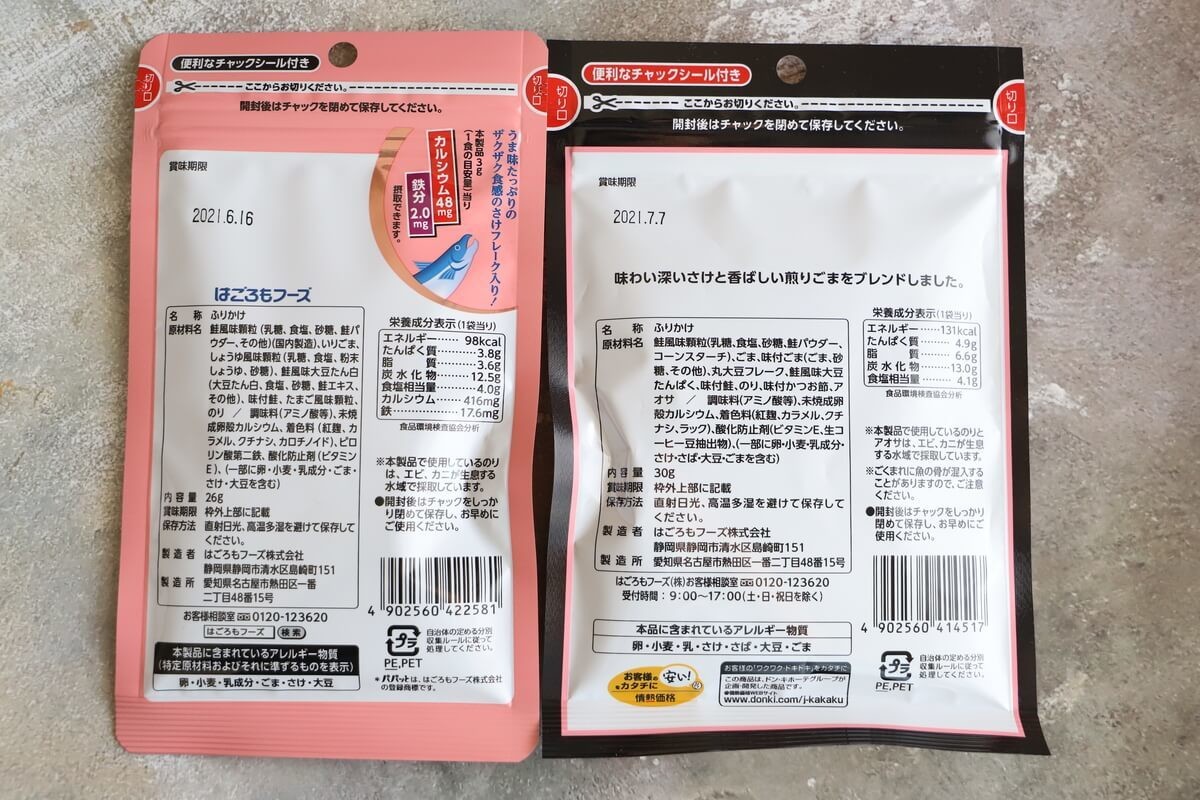 便利なチャックシール付き
切り口
ここからお切りください。
切り口
開封後はチャックを閉めて保存してください。
賞味期限
2021.6.16
うま味たっぷりの
ザクザク食感のさけフレーク入り!
本製品3g
(1食の目安量)当り
カルシウム48mg
鉄分2.0mg
摂取できます。
はごろもフーズ
名称 ふりかけ
原材料名 鮭風味顆粒(乳糖、食塩、砂糖、鮭パ
ウダー、その他)(国内製造)、いりごま、
しょうゆ風味顆粒(乳糖、食塩、粉末
しょうゆ、砂糖)、鮭風味大豆たん白
(大豆たん白、食塩、砂糖、鮭エキス、
その他)、味付鮭、たまご風味顆粒、
のり / 調味料(アミノ酸等)、未焼
成卵殻カルシウム、着色料(紅麹、カ
ラメル、クチナシ、カロチノイド)、ピロ
リン酸第二鉄、酸化防止剤(ビタミン
E)、(一部に卵・小麦・乳成分・ごま・
さけ・大豆を含む)
内容量 26g
賞味期限 枠外上部に記載
保存方法 直射日光、高温多湿を避けて保存して
ください。
製造者 はごろもフーズ株式会社
静岡県静岡市清水区島崎町151
製造所 愛知県名古屋市熱田区一番
二丁目48番15号
お客様相談室 0120-123620
はごろもフーズ 検索
本製品に含まれているアレルギー物質
(特定原材料およびそれに準ずるものを表示)
卵・小麦・乳成分・ごま・さけ・大豆
栄養成分表示(1袋当り)
エネルギー……98kcal
たんぱく質……3.8g
脂質……3.6g
炭水化物……12.5g
食塩相当量……4.0g
カルシウム……416mg
鉄……17.6mg
食品環境検査協会分析
※本製品で使用しているのり
は、エビ、カニが生息する
水域で採取しています。
●開封後はチャックをしっか
り閉めて保存し、お早めに
ご使用ください。
4 902560 422581
プラ
PE,PET
自治体の定める分別
収集ルールに従って
処理してください。
*パパッとは、はごろもフーズ株式会社
の登録商標です。
便利なチャックシール付き
切り口
ここからお切りください。
切り口
開封後はチャックを閉めて保存してください。
賞味期限
2021.7.7
味わい深いさけと香ばしい煎りごまをブレンドしました。
名称 ふりかけ
原材料名 鮭風味顆粒(乳糖、食塩、砂糖、鮭パウダー、
コーンスターチ)、ごま、味付ごま(ごま、砂
糖、その他)、丸大豆フレーク、鮭風味大豆
たんぱく、味付鮭、のり、味付かつお節、ア
オサ / 調味料(アミノ酸等)、未焼成卵
殻カルシウム、着色料(紅麹、カラメル、クチ
ナシ、ラック)、酸化防止剤(ビタミンE、生コ
ーヒー豆抽出物)、(一部に卵・小麦・乳成分・
さけ・さば・大豆・ごまを含む)
内容量 30g
賞味期限 枠外上部に記載
保存方法 直射日光、高温多湿を避けて保存して
ください。
製造者 はごろもフーズ株式会社
静岡県静岡市清水区島崎町151
製造所 愛知県名古屋市熱田区一番二丁目48番15号
はごろもフーズ(株)お客様相談室 0120-123620
受付時間:9:00〜17:00(土・日・祝日を除く)
本品に含まれているアレルギー物質
卵・小麦・乳・さけ・さば・大豆・ごま
お客様の
をカタチに
安い!
情熱価格
お客様の「ワクワク・ドキドキ」をカタチに
この商品は、ドン・キホーテグループが
企画・開発した商品です。
www.donki.com/j-kakaku
栄養成分表示(1袋当り)
エネルギー……131kcal
たんぱく質……4.9g
脂質……6.6g
炭水化物……13.0g
食塩相当量……4.1g
食品環境検査協会分析
※本製品で使用しているのりと
アオサは、エビ、カニが生息
する水域で採取しています。
※ごくまれに魚の骨が混入する
ことがありますので、ご注意
ください。
●開封後はチャックをしっかり
閉めて保存し、お早めにご
使用ください。
4 902560 414517
プラ
PE,PET
自治体の定める分別
収集ルールに従って
処理してください。